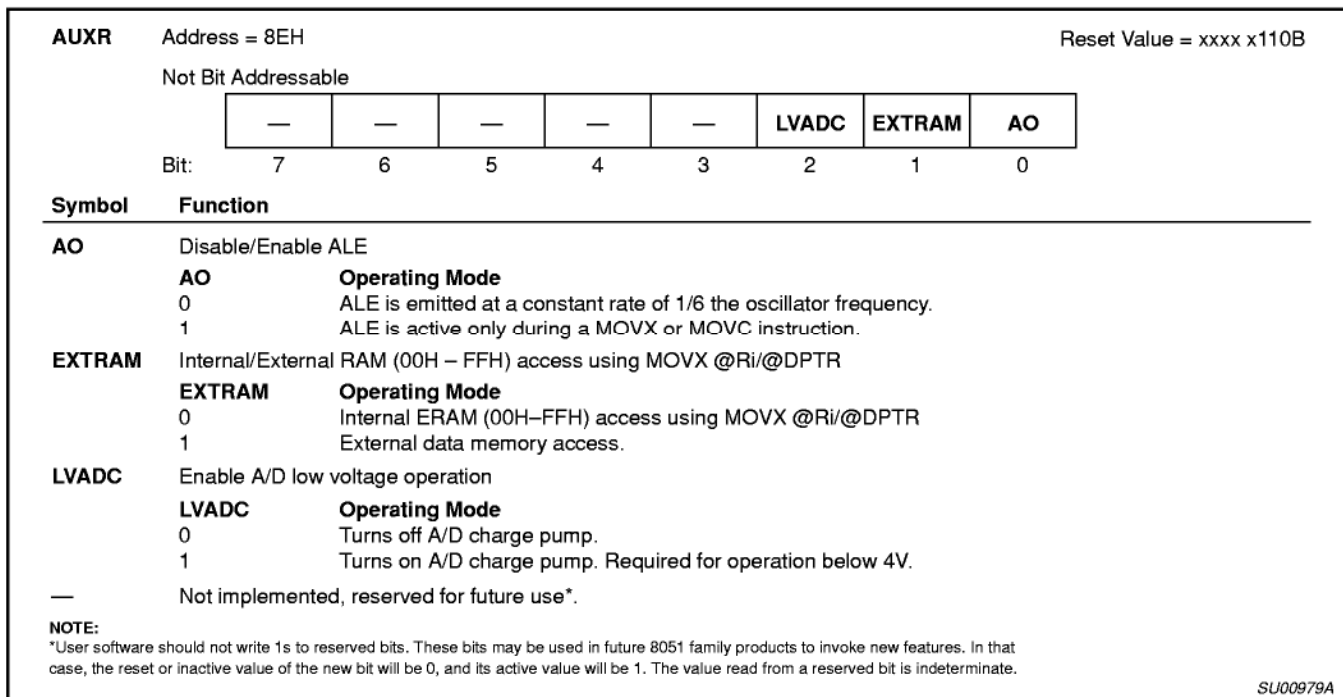 AUXR Address = 8EH Reset Value = xxxx x110B
Not Bit Addressable
— — — — — LVADC EXTRAM AO
Bit: 7 6 5 4 3 2 1 0
Symbol Function
AO Disable/Enable ALE
AO Operating Mode
0 ALE is emitted at a constant rate of 1/6 the oscillator frequency.
1 ALE is active only during a MOVX or MOVC instruction.
EXTRAM Internal/External RAM (00H – FFH) access using MOVX @Ri/@DPTR
EXTRAM Operating Mode
0 Internal ERAM (00H–FFH) access using MOVX @Ri/@DPTR
1 External data memory access.
LVADC Enable A/D low voltage operation
LVADC Operating Mode
0 Turns off A/D charge pump.
1 Turns on A/D charge pump. Required for operation below 4V.
— Not implemented, reserved for future use*.
NOTE:
*User software should not write 1s to reserved bits. These bits may be used in future 8051 family products to invoke new features. In that
case, the reset or inactive value of the new bit will be 0, and its active value will be 1. The value read from a reserved bit is indeterminate.
SU00979A